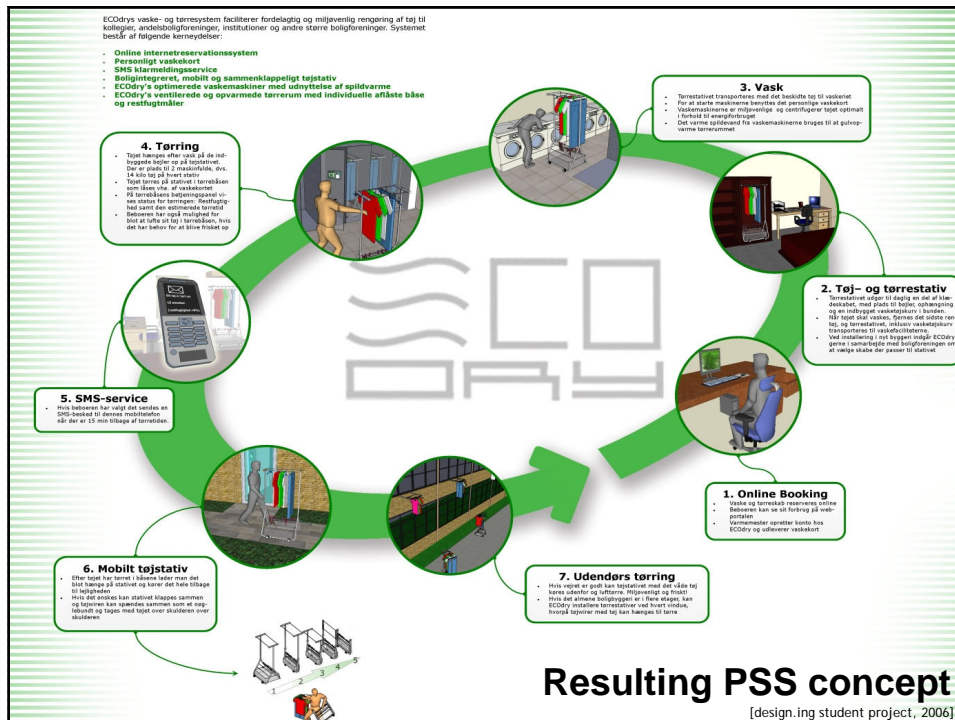 ECOdrys vaske- og tørresystem faciliterer fordelagtig og miljøvenlig rengøring af tøj til
kollegier, andelsboligforeninger, institutioner og andre større boligforeninger. Systemet
består af følgende kerneydelser:
• Online internetreservationssystem
• Personligt vaskekort
• SMS klarmeldingsservice
• Boligintegreret, mobilt og sammenklappeligt tøjstativ
• ECOdry's optimerede vaskemaskiner med udnyttelse af spildvarme
• ECOdry's ventilerede og opvarmede tørrerum med individuelle aflåste båse
og restfugtmåler
3. Vask
• Tørrestativet transporteres med det beskidte tøj til vaskeriet
• For at starte maskinerne benyttes det personlige vaskekort
• Vaskemaskinerne er miljøvenlige og centrifugerer tøjet optimalt
i forhold til energiforbruget
• Det varme spildevand fra vaskemaskinerne bruges til at gulvop-
varme tørrerummet
4. Tørring
• Tøjet hænges efter vask på de ind-
byggede bøjler op på tøjstativet.
Der er plads til 2 maskinfulde, dvs.
14 kilo tøj på hvert stativ
• Tøjet tørres på stativet i tørrebåsen
som låses vha. af vaskekortet
• På tørrebåsens betjeningspanel vi-
ses status for tørringen: Restfugtig-
hed samt den estimerede tørretid
• Beboeren har også mulighed for
blot at lufte sit tøj i tørrebåsen, hvis
det har behov for at blive frisket op
2. Tøj– og tørrestativ
• Tørrestativet udgør til daglig en del af klæ-
deskabet, med plads til bøjler, ophængning
og en indbygget vasketøjskurv i bunden.
• Når tøjet skal vaskes, fjernes det sidste ren
tøj, og tørrestativet, inklusiv vasketøjskurv
transporteres til vaskefaciliteterne.
• Ved installering i nyt byggeri indgår ECOdry
gerne i samarbejde med boligforeningen om
at vælge skabe der passer til stativet
ECO
DRY
5. SMS-service
• Hvis beboeren har valgt det sendes en
SMS-besked til dennes mobiltelefon
når der er 15 min tilbage af tørretiden.
1. Online Booking
• Vaske og tørreskab reserveres online
• Beboeren kan se sit forbrug på web-
portalen
• Varmemester opretter konto hos
ECOdry og udleverer vaskekort
6. Mobilt tøjstativ
• Efter tøjet har tørret i båsene lader man det
blot hænge på stativet og kører det hele tilbage
til lejligheden
• Hvis det ønskes kan stativet klappes sammen
og tøjwiren kan spændes sammen som et nøg-
lebundt og tages med tøjet over skulderen over
skulderen
7. Udendørs tørring
• Hvis vejret er godt kan tøjstativet med det våde tøj
køres udenfor og lufttørre. Miljøvenligt og friskt!
• Hvis det almene boligbyggeri er i flere etager, kan
ECOdry installere tørrestativer ved hvert vindue,
hvorpå tøjwirer med tøj kan hænges til tørre
1 2 3 4 5
Resulting PSS concept
[design.ing student project, 2006]